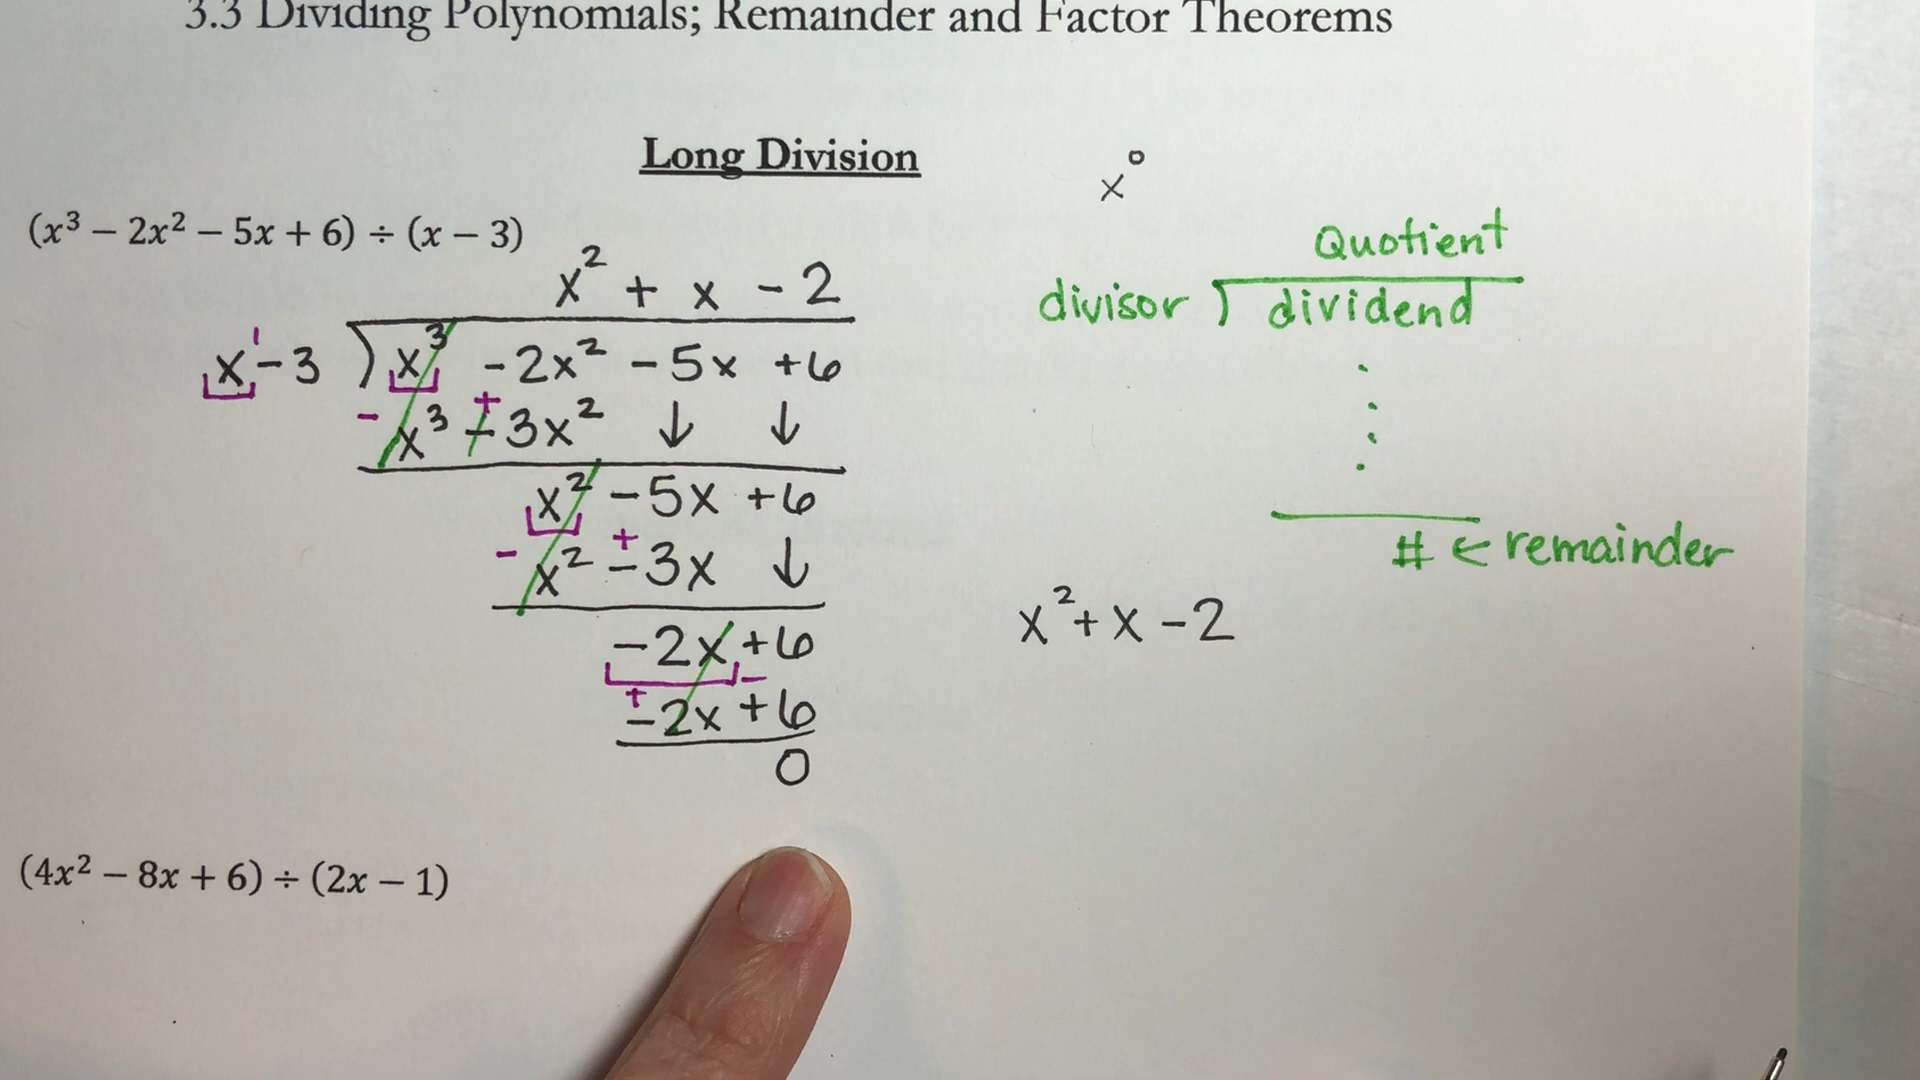 3.3 Dividing Polynomials; Remainder and Factor Theorems
Long Division
x⁰
(x³ − 2x² − 5x + 6) ÷ (x − 3)
x² + x - 2
x¹-3 ) x³ -2x² -5x +6
- x³ -+ 3x² ↓ ↓
x² -5x +6
- x² -+ 3x ↓
-2x +6
+ -
-2x +6
0
Quotient
divisor ) dividend
# ← remainder
x² + x - 2
(4x² − 8x + 6) ÷ (2x − 1)